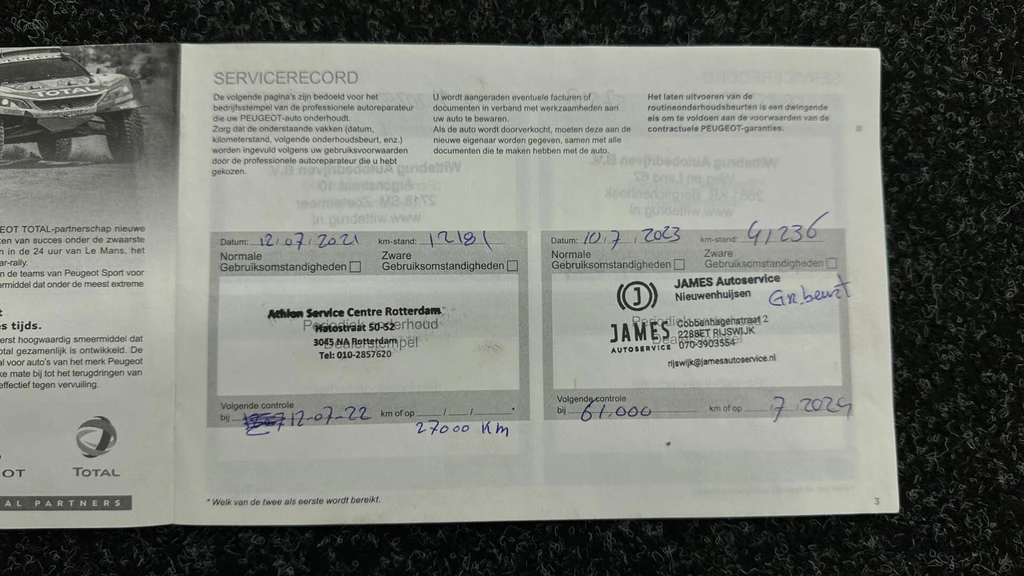 TOTAL
EOT TOTAL-partnerschap nieuwe
ten van succes onder de zwaarste
n in de 24 uur van Le Mans, het
ar-rally.
n de teams van Peugeot Sport voor
ermiddel dat onder de meest extreme
t
s tijds.
erst hoogwaardig smeermiddel dat
otal gezamenlijk is ontwikkeld. De
al voor auto's van het merk Peugeot
ke mate bij tot het terugdringen van
effectief tegen vervuiling.
OT
TOTAL
AL PARTNERS
SERVICERECORD
De volgende pagina's zijn bedoeld voor het
bedrijfsstempel van de professionele autoreparateur
die uw PEUGEOT-auto onderhoudt.
Zorg dat de onderstaande vakken (datum,
kilometerstand, volgende onderhoudsbeurt, enz.)
worden ingevuld volgens uw gebruiksvoorwaarden
door de professionele autoreparateur die u hebt
gekozen.
U wordt aangeraden eventuele facturen of
documenten in verband met werkzaamheden aan
uw auto te bewaren.
Als de auto wordt doorverkocht, moeten deze aan de
nieuwe eigenaar worden gegeven, samen met alle
documenten die te maken hebben met de auto.
Het laten uitvoeren van de
routineonderhoudsbeurten is een dwingende
eis om te voldoen aan de voorwaarden van de
contractuele PEUGEOT-garanties.
Datum: 12/07/2021 km-stand: 12181
Normale
Gebruiksomstandigheden
Zware
Gebruiksomstandigheden
Athlon Service Centre Rotterdam
Matestraat 50-52
3045 NA Rotterdam
Tel: 010-2857620
Volgende controle
bij 12-07-22 km of op / / *
27000 Km
Datum: 10.7.2023 km-stand: 41236
Normale
Gebruiksomstandigheden
Zware
Gebruiksomstandigheden
JAMES Autoservice
Nieuwenhuijsen
Gr. beurt
JAMES
AUTOSERVICE
Cobbenhagenstraat 2
2288ET RIJSWIJK
070-3903554
rijswijk@jamesautoservice.nl
Volgende controle
bij 61.000 km of op 7 2024
* Welk van de twee als eerste wordt bereikt.
3